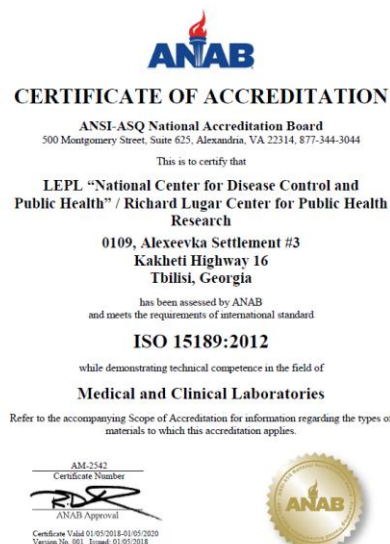 ANAB
CERTIFICATE OF ACCREDITATION
ANSI-ASQ National Accreditation Board
500 Montgomery Street, Suite 625, Alexandria, VA 22314, 877-344-3044
This is to certify that
LEPL “National Center for Disease Control and
Public Health” / Richard Lugar Center for Public Health
Research
0109, Alexeevka Settlement #3
Kakheti Highway 16
Tbilisi, Georgia
has been assessed by ANAB
and meets the requirements of international standard
ISO 15189:2012
while demonstrating technical competence in the field of
Medical and Clinical Laboratories
Refer to the accompanying Scope of Accreditation for information regarding the types of
materials to which this accreditation applies.
AM-2542
Certificate Number
ANAB Approval
Certificate Valid 01/05/2018-01/05/2020
Version No. 001 Issued: 01/05/2018
ANAB